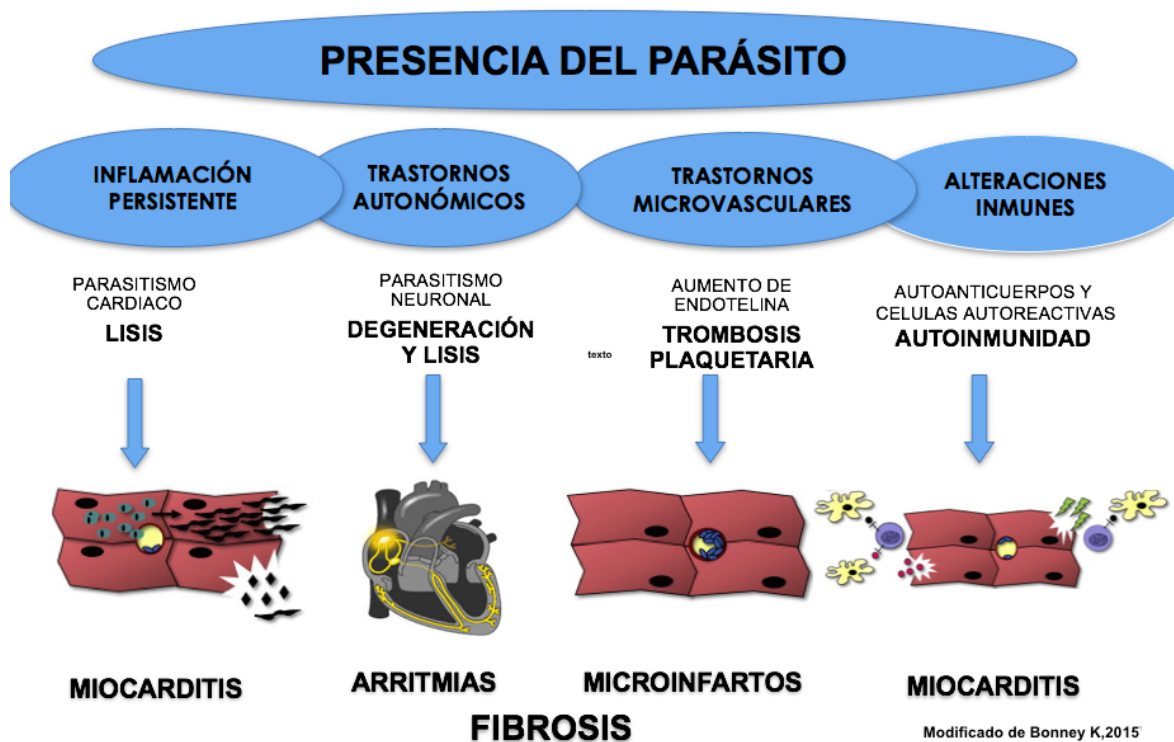 PRESENCIA DEL PARÁSITO
INFLAMACIÓN
PERSISTENTE
TRASTORNOS
AUTONÓMICOS
TRASTORNOS
MICROVASCULARES
ALTERACIONES
INMUNES
PARASITISMO
CARDIACO
LISIS
PARASITISMO
NEURONAL
DEGENERACIÓN
Y LISIS
texto
AUMENTO DE
ENDOTELINA
TROMBOSIS
PLAQUETARIA
AUTOANTICUERPOS Y
CELULAS AUTOREACTIVAS
AUTOINMUNIDAD
MIOCARDITIS
ARRITMIAS
MICROINFARTOS
MIOCARDITIS
FIBROSIS
Modificado de Bonney K,2015